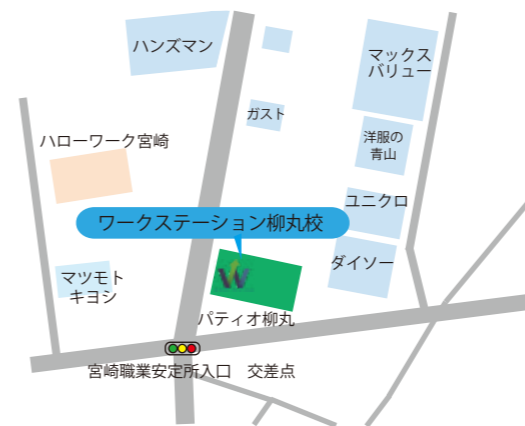 ハンズマン
マックス
バリュー
ガスト
洋服の
青山
ハローワーク宮崎
ユニクロ
ワークステーション柳丸校
ダイソー
マツモト
キヨシ
W
パティオ柳丸
宮崎職業安定所入口　交差点